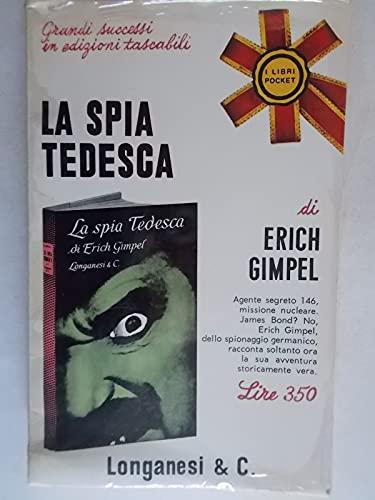 Grandi successi
in edizioni tascabili
I LIBRI
POCKET
LA SPIA
TEDESCA
di
ERICH
GIMPEL
La spia Tedesca
di Erich Gimpel
Longanesi & C.
Agente segreto 146,
missione nucleare.
James Bond? No,
Erich Gimpel,
dello spionaggio germanico,
racconta soltanto ora
la sua avventura
storicamente vera.
Lire 350
Longanesi & C.